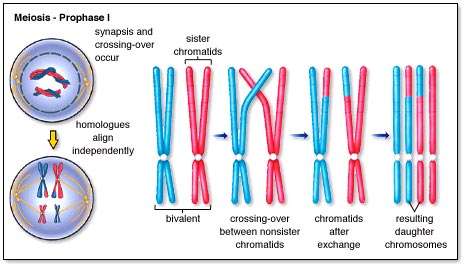 Meiosis - Prophase I
synapsis and
crossing-over
occur
homologues
align
independently
sister
chromatids
bivalent
crossing-over
between nonsister
chromatids
chromatids
after
exchange
resulting
daughter
chromosomes